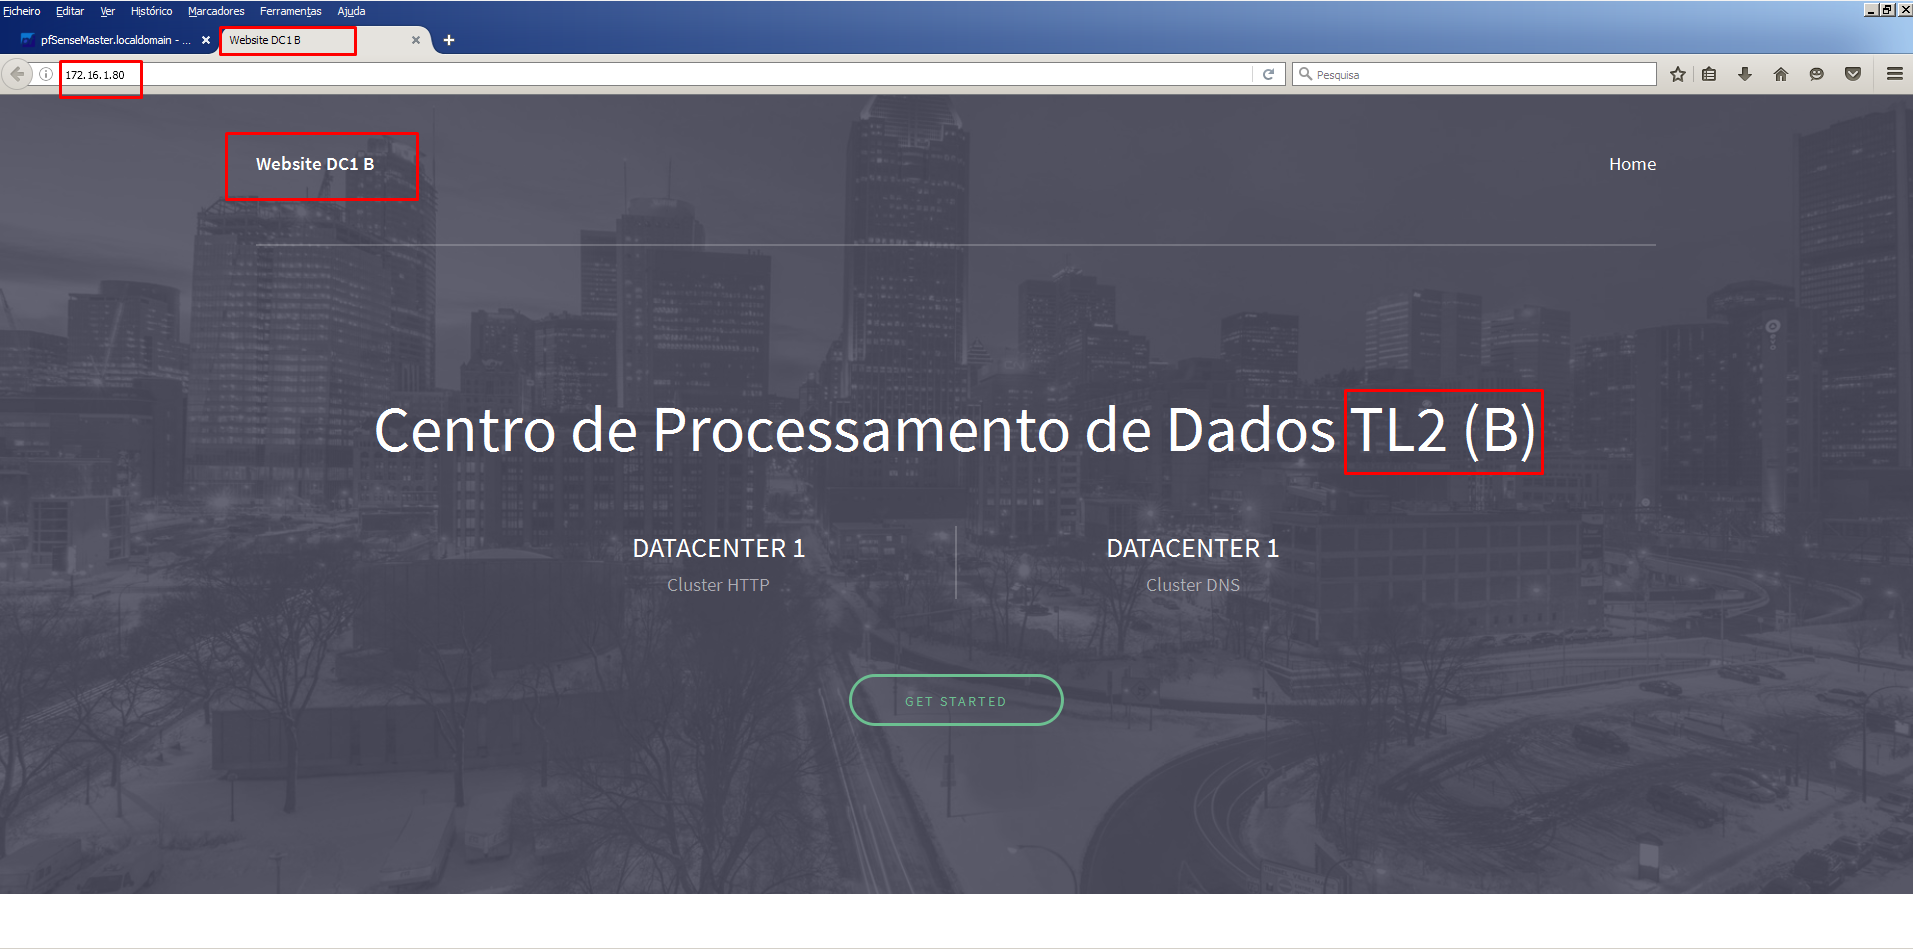 Ficheiro Editar Ver Histórico Marcadores Ferramentas Ajuda
pfSenseMaster.localdomain - ... Website DC1 B
172.16.1.80 Pesquisa
Website DC1 B Home
Centro de Processamento de Dados TL2 (B)
DATACENTER 1 DATACENTER 1
Cluster HTTP Cluster DNS
GET STARTED